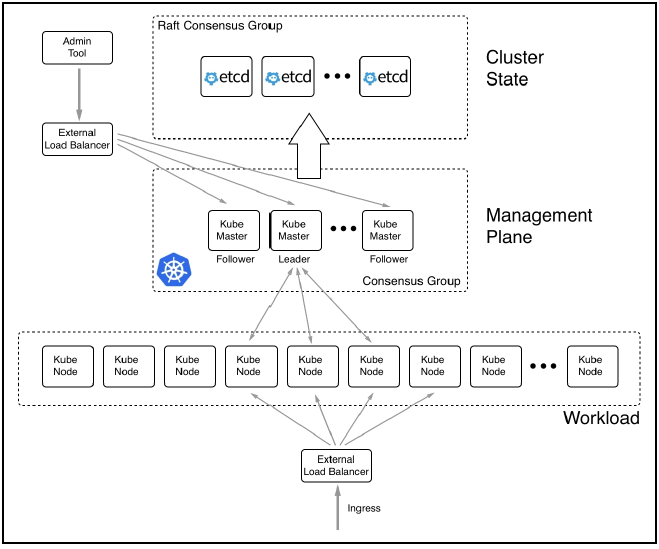 Raft Consensus Group
Admin
Tool
etcd
etcd
etcd
Cluster
State
External
Load Balancer
Kube
Master
Kube
Master
Kube
Master
Follower
Leader
Follower
Management
Plane
Consensus Group
Kube
Node
Kube
Node
Kube
Node
Kube
Node
Kube
Node
Kube
Node
Kube
Node
Kube
Node
Kube
Node
Workload
External
Load Balancer
Ingress